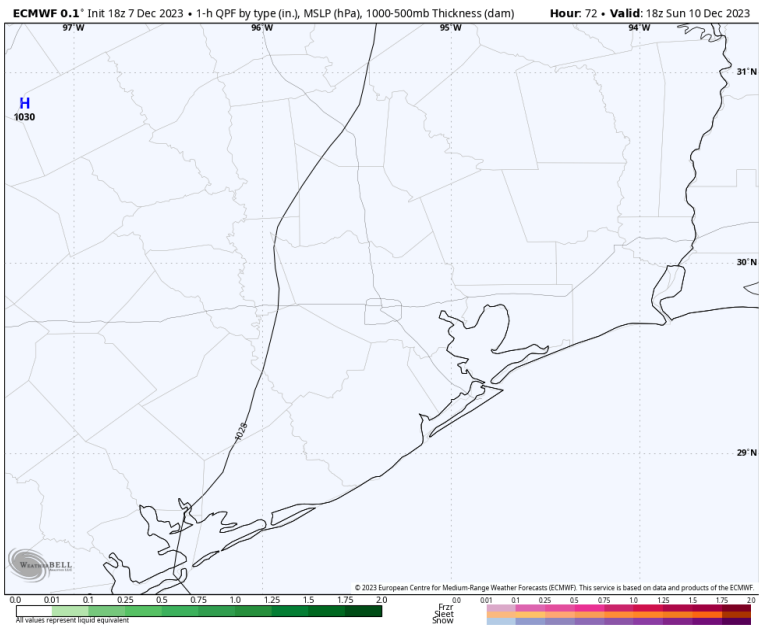 ECMWF 0.1° Init 18z 7 Dec 2023 • 1-h QPF by type (in.), MSLP (hPa), 1000-500mb Thickness (dam) Hour: 72 • Valid: 18z Sun 10 Dec 2023
97°W 96°W 95°W 94°W
31°N
H
1030
30°N
1028
29°N
WEATHERBELL
© 2023 European Centre for Medium-Range Weather Forecasts (ECMWF). This service is based on data and products of the ECMWF.
0.0 0.01 0.1 0.25 0.5 0.75 1.0 1.25 1.5 1.75 2.0 0.0 0.01 0.1 0.25 0.5 0.75 1.0 1.25 1.5 1.75 2.0
Frzr
Sleet
Snow
All values represent liquid equivalent